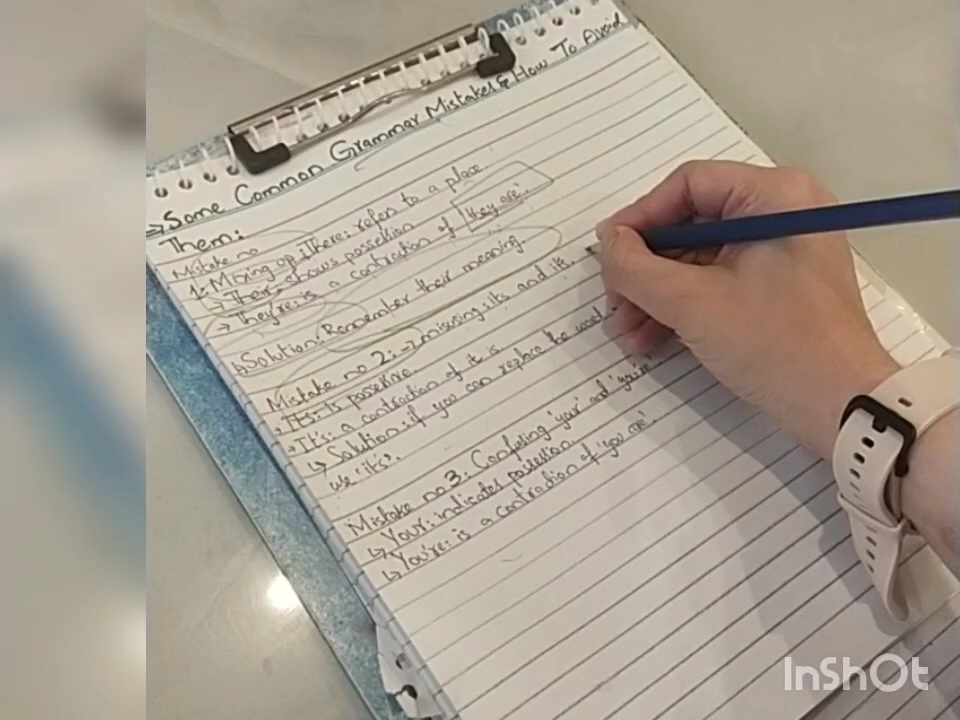 → Some Common Grammar Mistakes & How To Avoid
Them:
Mistake no
1: Mixing up: There: refers to a place.
→ Their: shows possession
→ They're: is a contraction of 'they are'.
↳ Solution: Remember their meaning.
Mistake no 2: → misusing: its and it's.
→ Its: is possessive.
→ It's: a contraction of it is.
↳ Solution: if you can replace the word
use 'it's'.
Mistake no 3: Confusing 'your' and 'you're'
↳ Your: indicates possession.
↳ You're: is a contraction of 'you are'.
InShOt